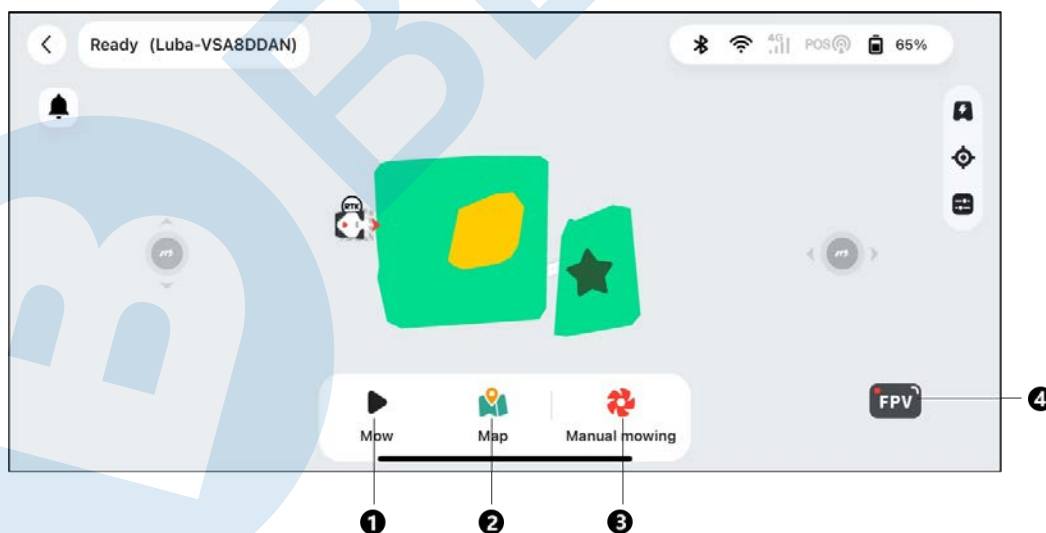 Ready (Luba-VSA8DDAN)
4G
POS
65%
RTK
FPV
4
Mow
Map
Manual mowing
1
2
3